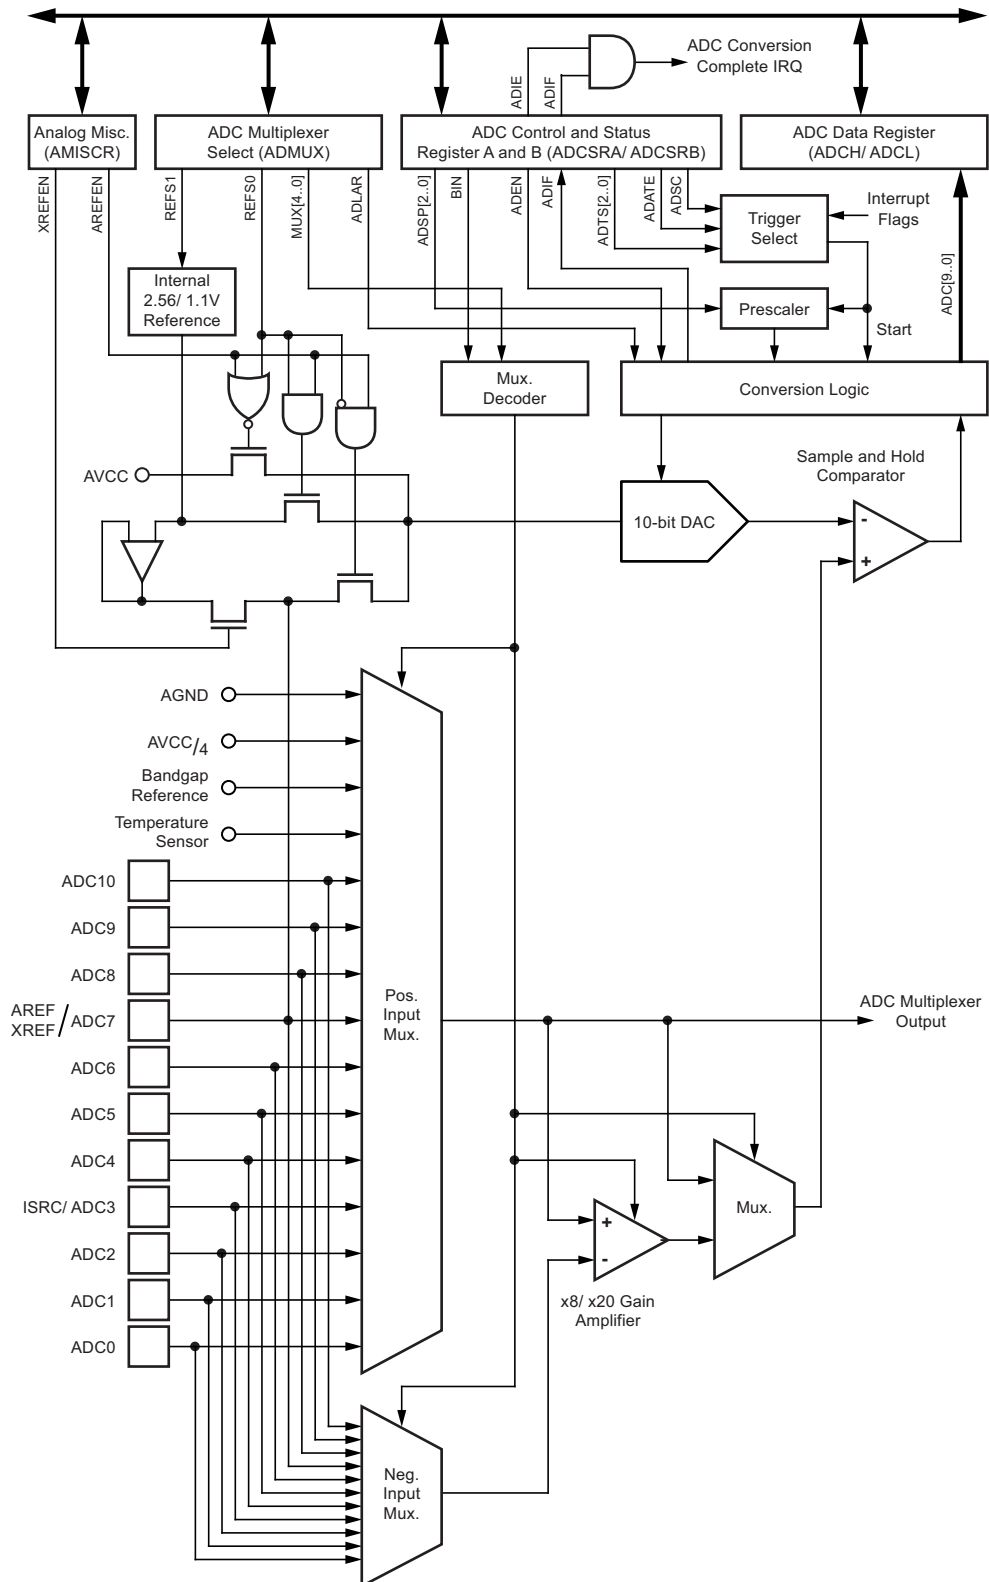 ADC Conversion
Complete IRQ
ADIE
ADIF
Analog Misc.
(AMISCR)
ADC Multiplexer
Select (ADMUX)
ADC Control and Status
Register A and B (ADCSRA/ ADCSRB)
ADC Data Register
(ADCH/ ADCL)
XREFEN
AREFEN
REFS1
REFS0
MUX[4..0]
ADLAR
ADSP[2..0]
BIN
ADEN
ADIF
ADTS[2..0]
ADATE
ADSC
Trigger
Select
Interrupt
Flags
ADC[9..0]
Internal
2.56/ 1.1V
Reference
Prescaler
Start
Mux.
Decoder
Conversion Logic
AVCC
Sample and Hold
Comparator
10-bit DAC
-
+
AGND
AVCC/4
Bandgap
Reference
Temperature
Sensor
ADC10
ADC9
ADC8
AREF
XREF / ADC7
ADC6
ADC5
ADC4
ISRC/ ADC3
ADC2
ADC1
ADC0
Pos.
Input
Mux.
ADC Multiplexer
Output
Mux.
+
-
x8/ x20 Gain
Amplifier
Neg.
Input
Mux.